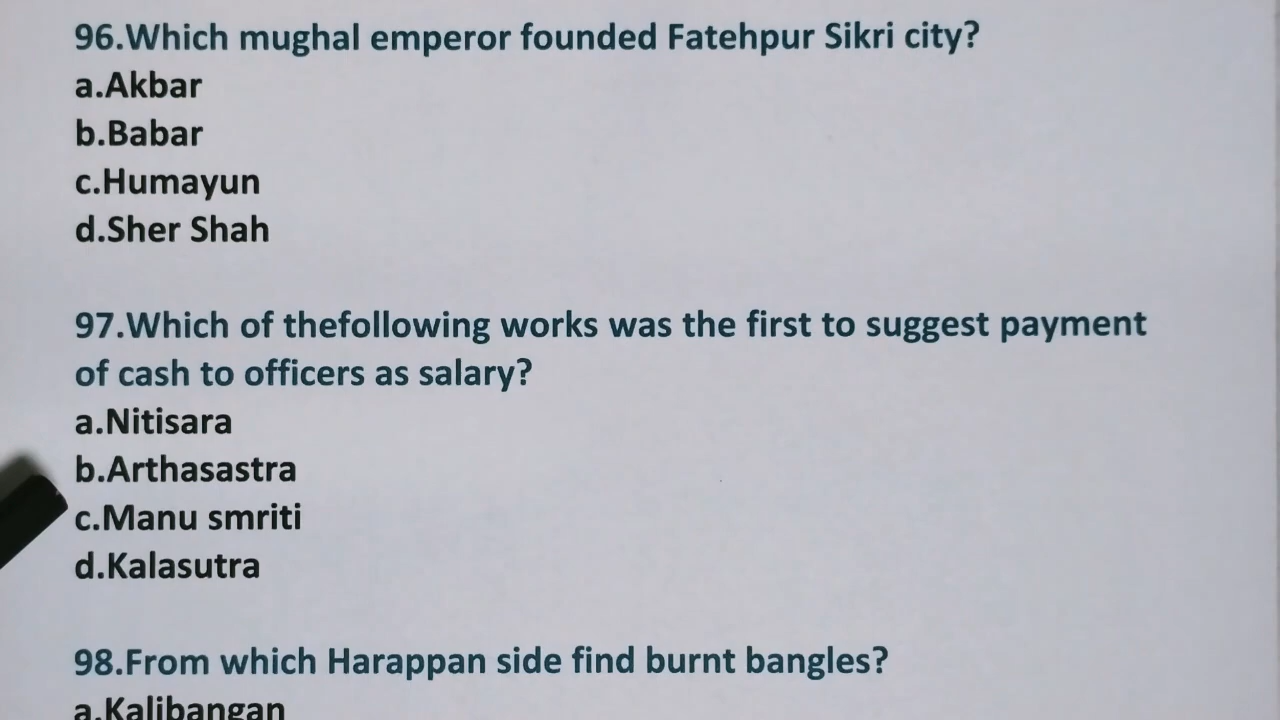 96.Which mughal emperor founded Fatehpur Sikri city?
a.Akbar
b.Babar
c.Humayun
d.Sher Shah
97.Which of thefollowing works was the first to suggest payment
of cash to officers as salary?
a.Nitisara
b.Arthasastra
c.Manu smriti
d.Kalasutra
98.From which Harappan side find burnt bangles?
a.Kalibangan